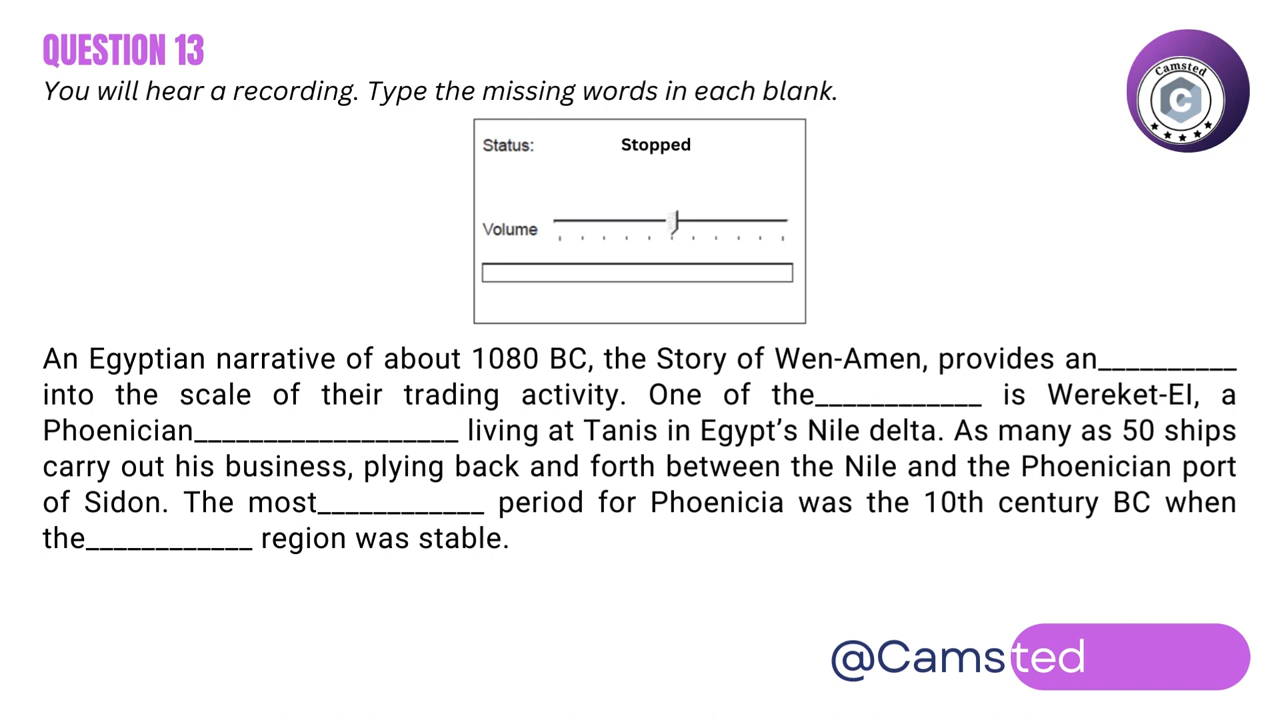 QUESTION 13
You will hear a recording. Type the missing words in each blank.
Camsted
C
Status: Stopped
Volume
An Egyptian narrative of about 1080 BC, the Story of Wen-Amen, provides an__________
into the scale of their trading activity. One of the____________ is Wereket-El, a
Phoenician___________________ living at Tanis in Egypt’s Nile delta. As many as 50 ships
carry out his business, plying back and forth between the Nile and the Phoenician port
of Sidon. The most____________ period for Phoenicia was the 10th century BC when
the____________ region was stable.
@Camsted